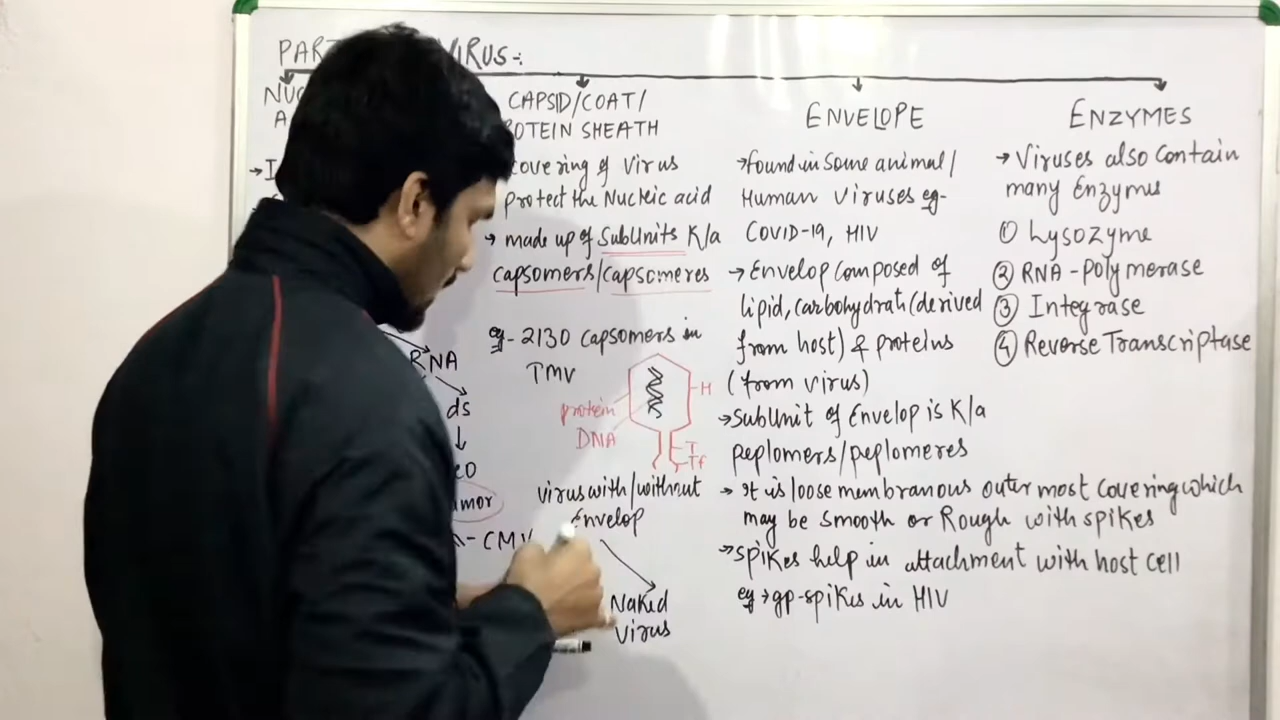 VIRUS-:
CAPSID/COAT/
PROTEIN SHEATH
covering of virus
protect the Nucleic acid
→ made up of SubUnits K/a
capsomers/capsomeres
eg- 2130 capsomers in
TMV
protein
DNA
H
T
Tf
virus with/without
Envelop
Naked
virus
RNA
ds
CMV
ENVELOPE
→found in some animal/
Human viruses eg-
COVID-19, HIV
→ Envelop composed of
lipid, carbohydrate(derived
from host) & proteins
(from virus)
→SubUnit of Envelop is K/a
peplomers/peplomeres
→ It is loose membranous outer most covering which
may be smooth or Rough with spikes
→spikes help in attachment with host cell
eg → gp-spikes in HIV
ENZYMES
→ Viruses also contain
many Enzymes
① Lysozyme
② RNA-polymerase
③ Integrase
④ Reverse Transcriptase